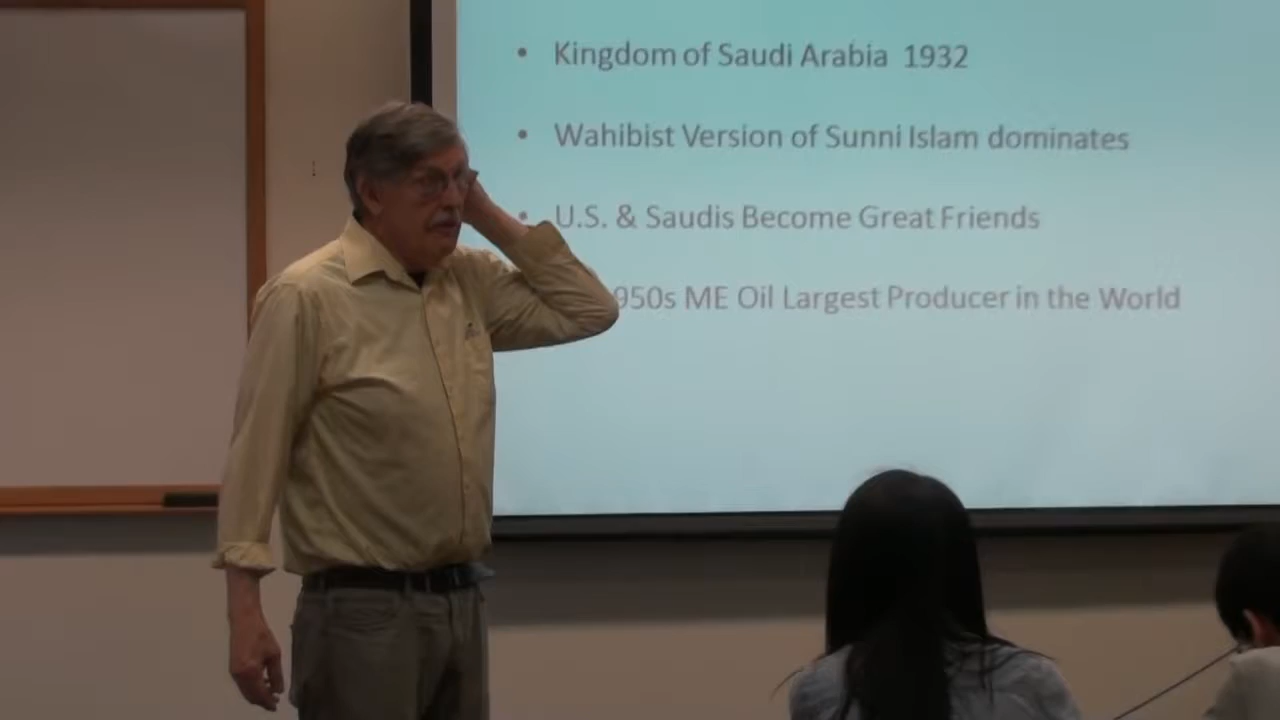 • Kingdom of Saudi Arabia 1932
• Wahibist Version of Sunni Islam dominates
• U.S. & Saudis Become Great Friends
950s ME Oil Largest Producer in the World